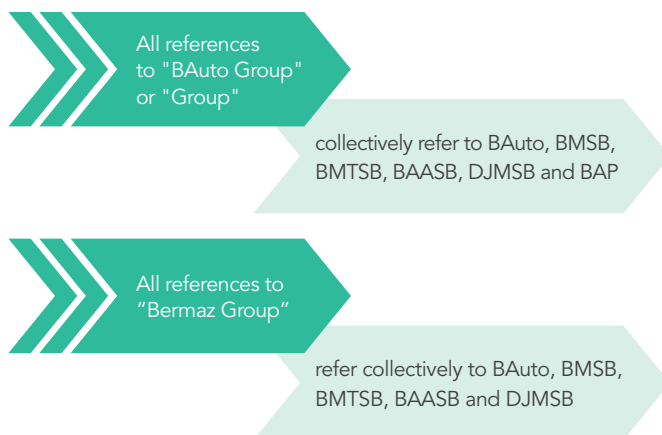 All references
to "BAuto Group"
or "Group"
collectively refer to BAuto, BMSB,
BMTSB, BAASB, DJMSB and BAP
All references to
“Bermaz Group”
refer collectively to BAuto, BMSB,
BMTSB, BAASB and DJMSB